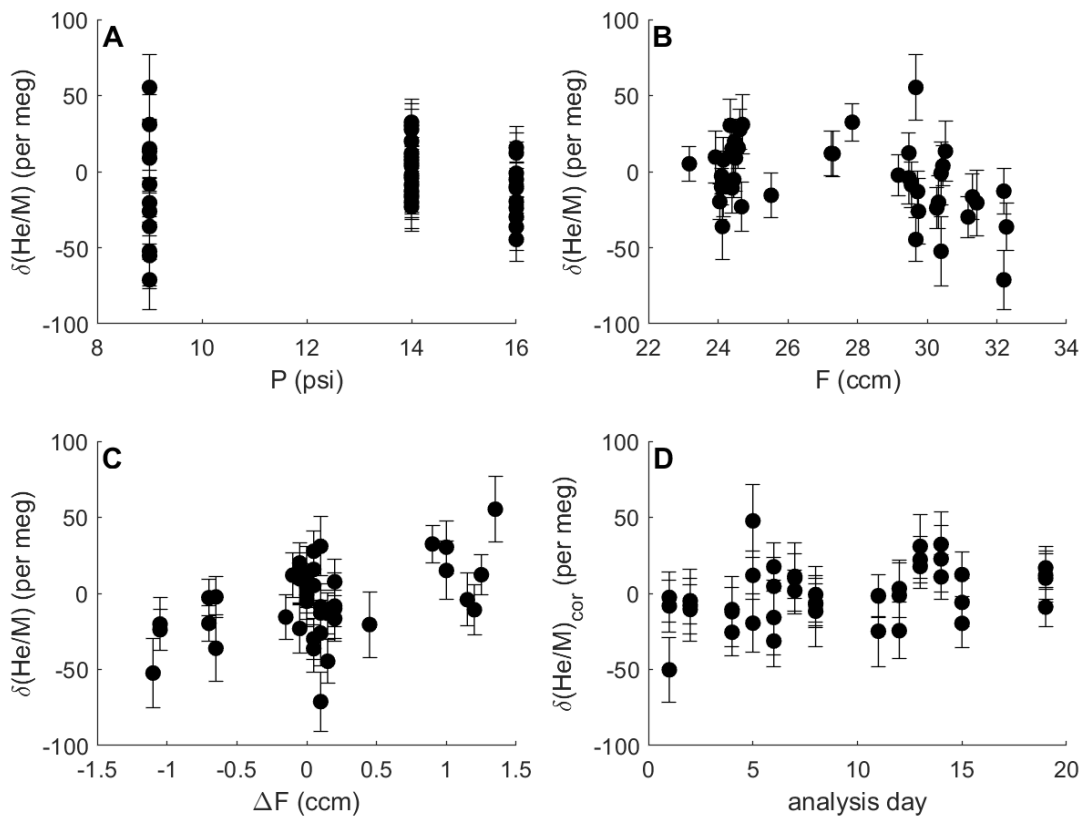 A
100
50
0
-50
-100
δ(He/M) (per meg)
8 10 12 14 16
P (psi)
B
100
50
0
-50
-100
δ(He/M) (per meg)
22 24 26 28 30 32 34
F (ccm)
C
100
50
0
-50
-100
δ(He/M) (per meg)
-1.5 -1 -0.5 0 0.5 1 1.5
ΔF (ccm)
D
100
50
0
-50
-100
δ(He/M)cor (per meg)
0 5 10 15 20
analysis day